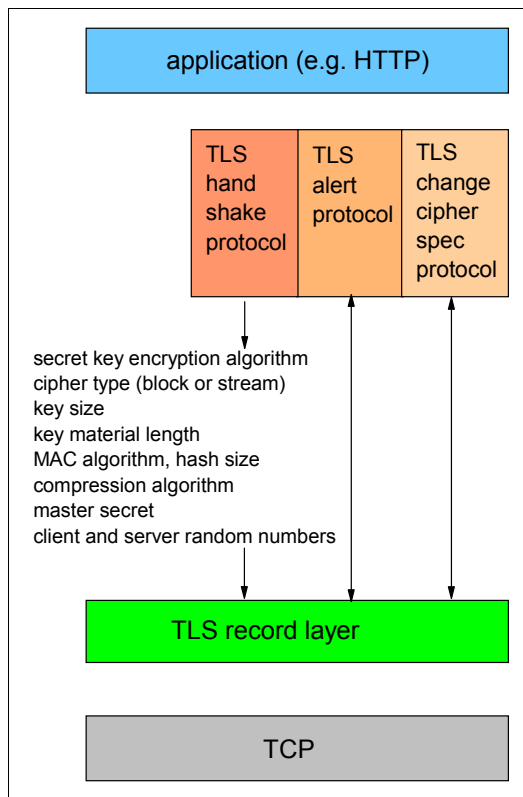 application (e.g. HTTP)
TLS
hand
shake
protocol
TLS
alert
protocol
TLS
change
cipher
spec
protocol
secret key encryption algorithm
cipher type (block or stream)
key size
key material length
MAC algorithm, hash size
compression algorithm
master secret
client and server random numbers
TLS record layer
TCP